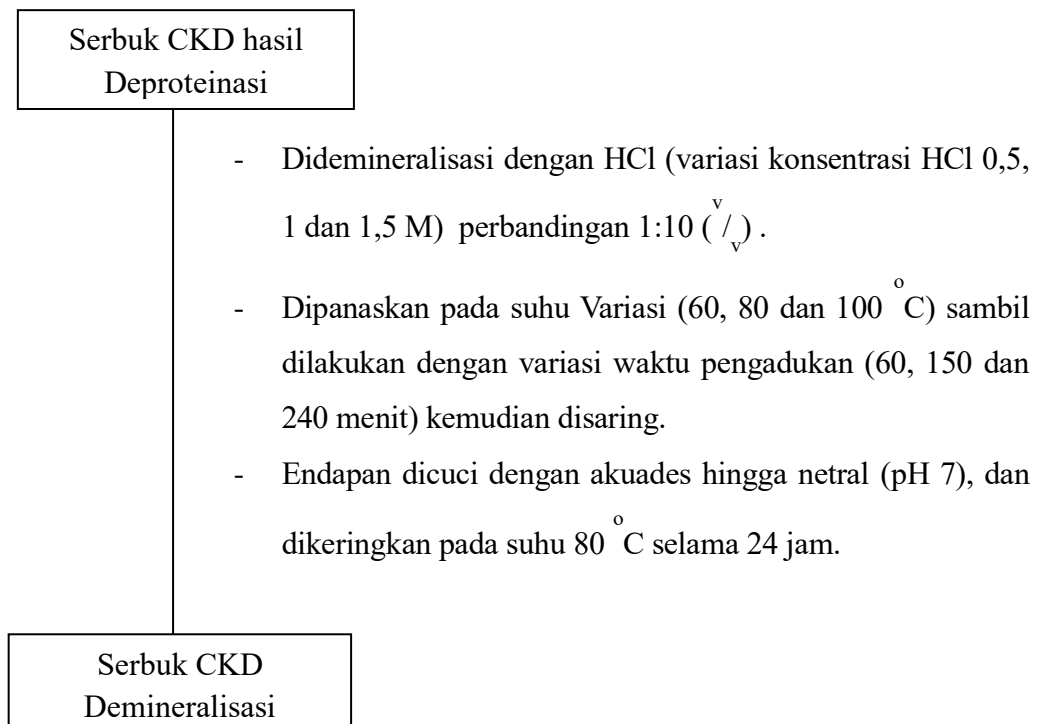 Serbuk CKD hasil
Deproteinasi
- Didemineralisasi dengan HCl (variasi konsentrasi HCl 0,5,
1 dan 1,5 M) perbandingan 1:10 (v/v) .
- Dipanaskan pada suhu Variasi (60, 80 dan 100 oC) sambil
dilakukan dengan variasi waktu pengadukan (60, 150 dan
240 menit) kemudian disaring.
- Endapan dicuci dengan akuades hingga netral (pH 7), dan
dikeringkan pada suhu 80 oC selama 24 jam.
Serbuk CKD
Demineralisasi